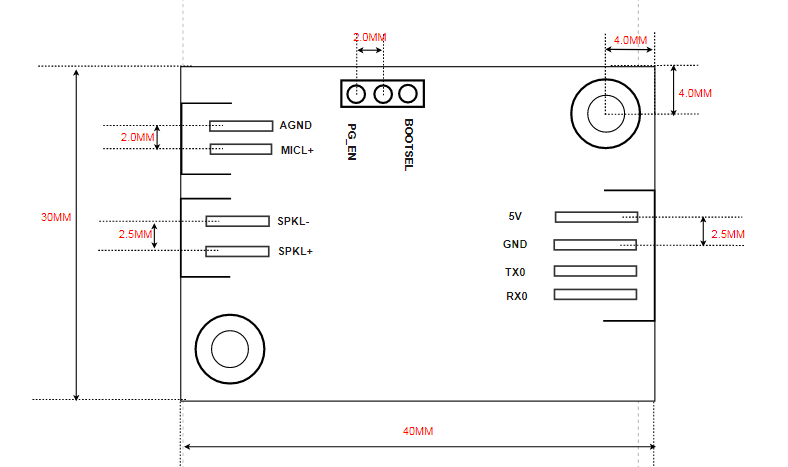 2.0MM
4.0MM
4.0MM
AGND
2.0MM
MICL+
PG_EN
BOOTSEL
30MM
SPKL-
2.5MM
SPKL+
5V
2.5MM
GND
TX0
RX0
40MM